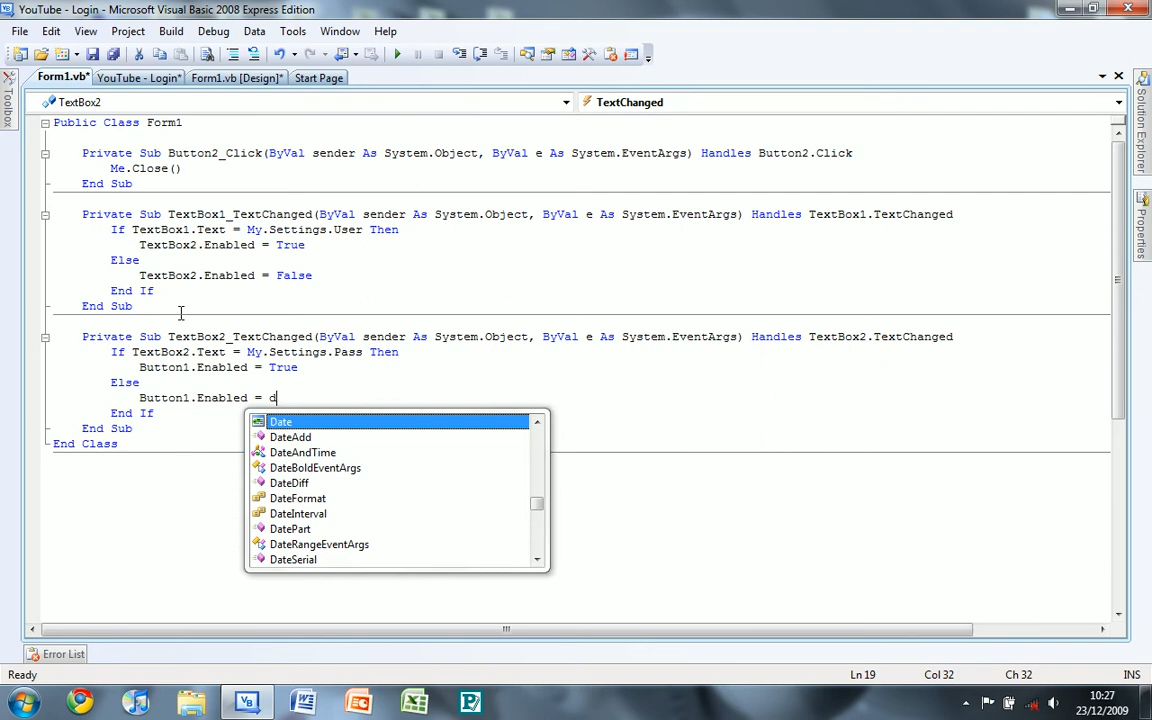 YouTube - Login - Microsoft Visual Basic 2008 Express Edition
File Edit View Project Build Debug Data Tools Window Help
Form1.vb* YouTube - Login* Form1.vb [Design]* Start Page
Toolbox
TextBox2 TextChanged
Solution Explorer
Properties
Public Class Form1
Private Sub Button2_Click(ByVal sender As System.Object, ByVal e As System.EventArgs) Handles Button2.Click
Me.Close()
End Sub
Private Sub TextBox1_TextChanged(ByVal sender As System.Object, ByVal e As System.EventArgs) Handles TextBox1.TextChanged
If TextBox1.Text = My.Settings.User Then
TextBox2.Enabled = True
Else
TextBox2.Enabled = False
End If
End Sub
Private Sub TextBox2_TextChanged(ByVal sender As System.Object, ByVal e As System.EventArgs) Handles TextBox2.TextChanged
If TextBox2.Text = My.Settings.Pass Then
Button1.Enabled = True
Else
Button1.Enabled = d
End If
End Sub
End Class
Date
DateAdd
DateAndTime
DateBoldEventArgs
DateDiff
DateFormat
DateInterval
DatePart
DateRangeEventArgs
DateSerial
Error List
Ready Ln 19 Col 32 Ch 32 INS
10:27
23/12/2009